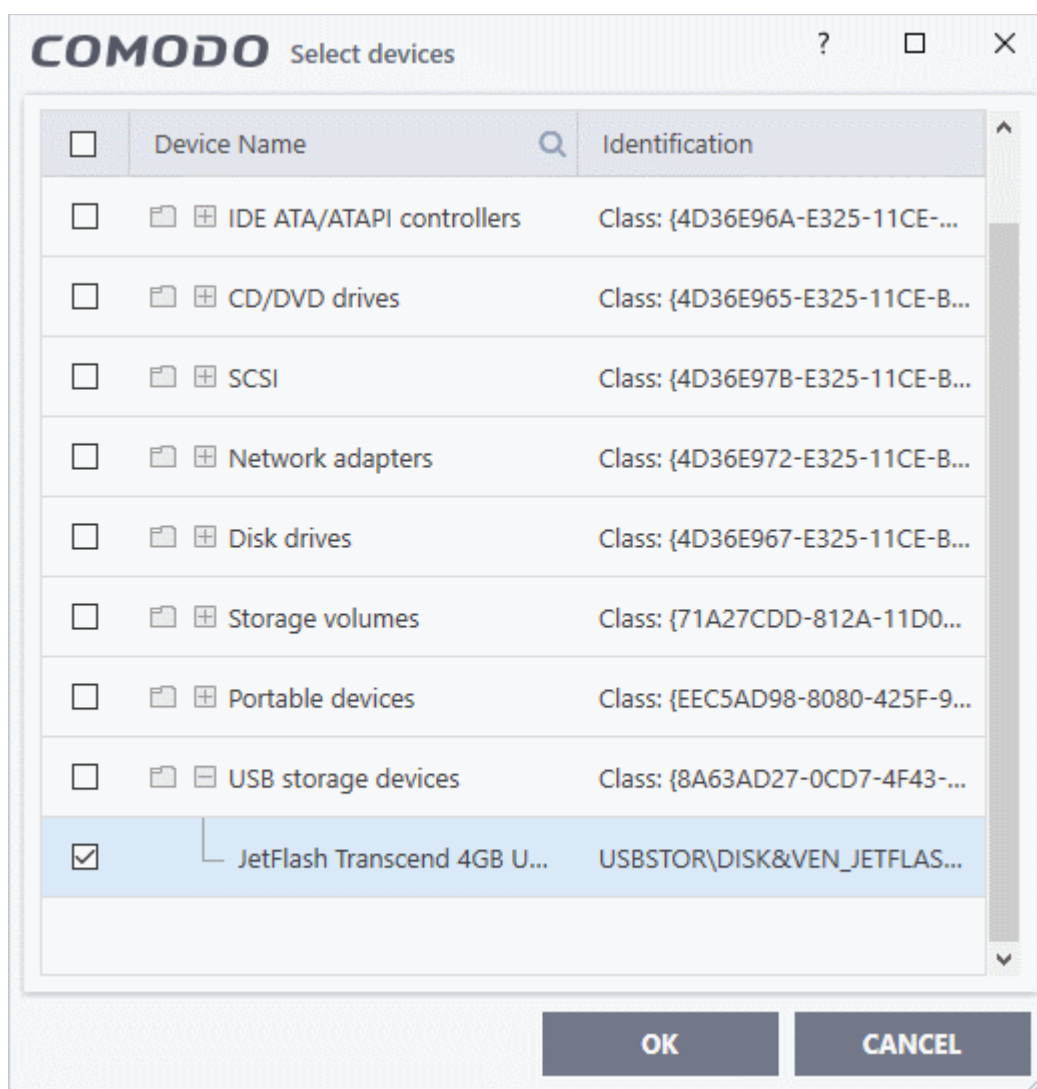 COMODO Select devices ?
Device Name Identification
IDE ATA/ATAPI controllers Class: {4D36E96A-E325-11CE-...
CD/DVD drives Class: {4D36E965-E325-11CE-B...
SCSI Class: {4D36E97B-E325-11CE-B...
Network adapters Class: {4D36E972-E325-11CE-B...
Disk drives Class: {4D36E967-E325-11CE-B...
Storage volumes Class: {71A27CDD-812A-11D0...
Portable devices Class: {EEC5AD98-8080-425F-9...
USB storage devices Class: {8A63AD27-0CD7-4F43-...
JetFlash Transcend 4GB U... USBSTOR\DISK&VEN_JETFLAS...
OK CANCEL